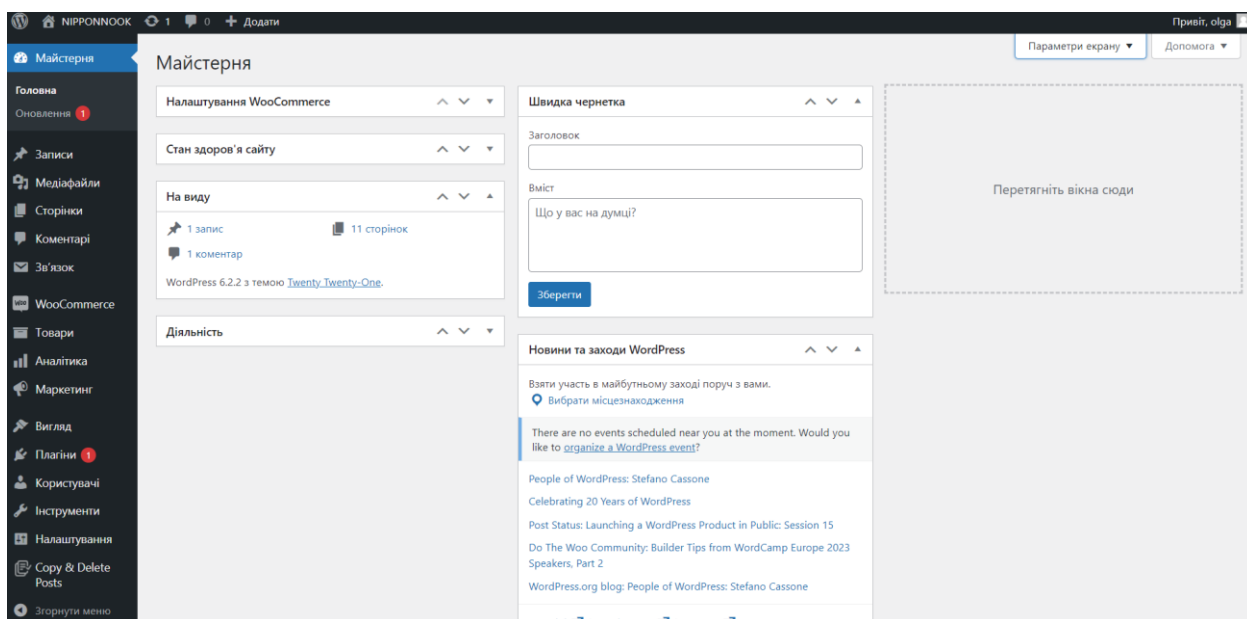 NIPPONNOOK 1 0 + Додати
Привіт, olga
Майстерня
Головна
Оновлення 1
Записи
Медіафайли
Сторінки
Коментарі
Зв'язок
WooCommerce
Товари
Аналітика
Маркетинг
Вигляд
Плагіни 1
Користувачі
Інструменти
Налаштування
Copy & Delete
Posts
Згорнути меню
Параметри екрану
Допомога
Майстерня
Налаштування WooCommerce
Стан здоров'я сайту
На виду
1 запис
11 сторінок
1 коментар
WordPress 6.2.2 з темою Twenty Twenty-One.
Діяльність
Швидка чернетка
Заголовок
Вміст
Що у вас на думці?
Зберегти
Новини та заходи WordPress
Взяти участь в майбутньому заході поруч з вами.
Вибрати місцезнаходження
There are no events scheduled near you at the moment. Would you
like to organize a WordPress event?
People of WordPress: Stefano Cassone
Celebrating 20 Years of WordPress
Post Status: Launching a WordPress Product in Public: Session 15
Do The Woo Community: Builder Tips from WordCamp Europe 2023
Speakers, Part 2
WordPress.org blog: People of WordPress: Stefano Cassone
Перетягніть вікна сюди